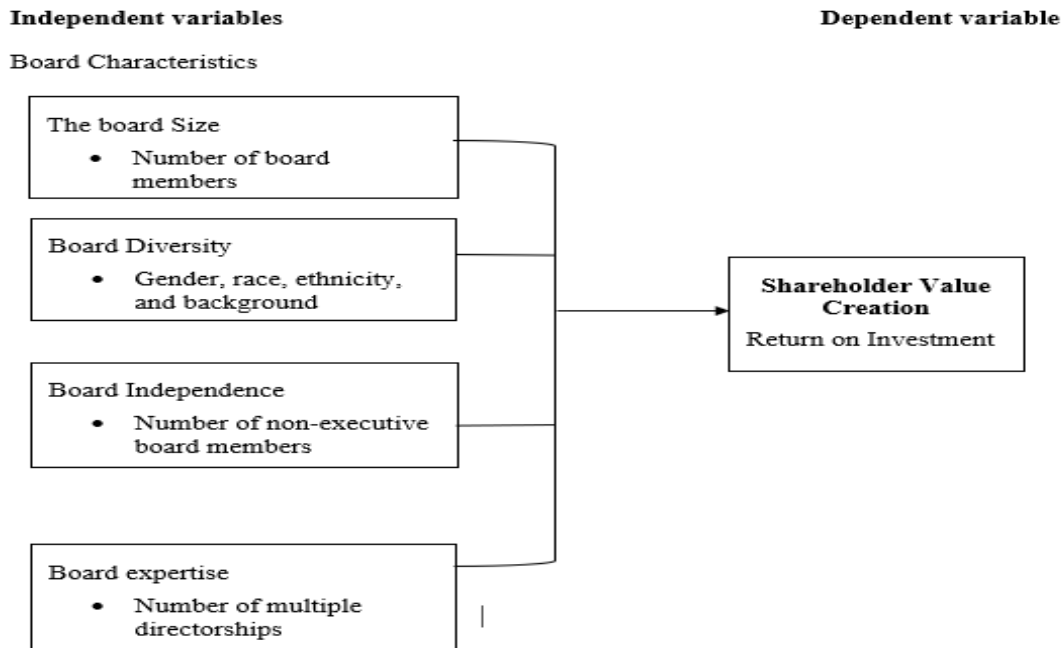 Independent variables
Dependent variable
Board Characteristics
The board Size
• Number of board
members
Board Diversity
• Gender, race, ethnicity,
and background
Board Independence
• Number of non-executive
board members
Board expertise
• Number of multiple
directorships
Shareholder Value
Creation
Return on Investment